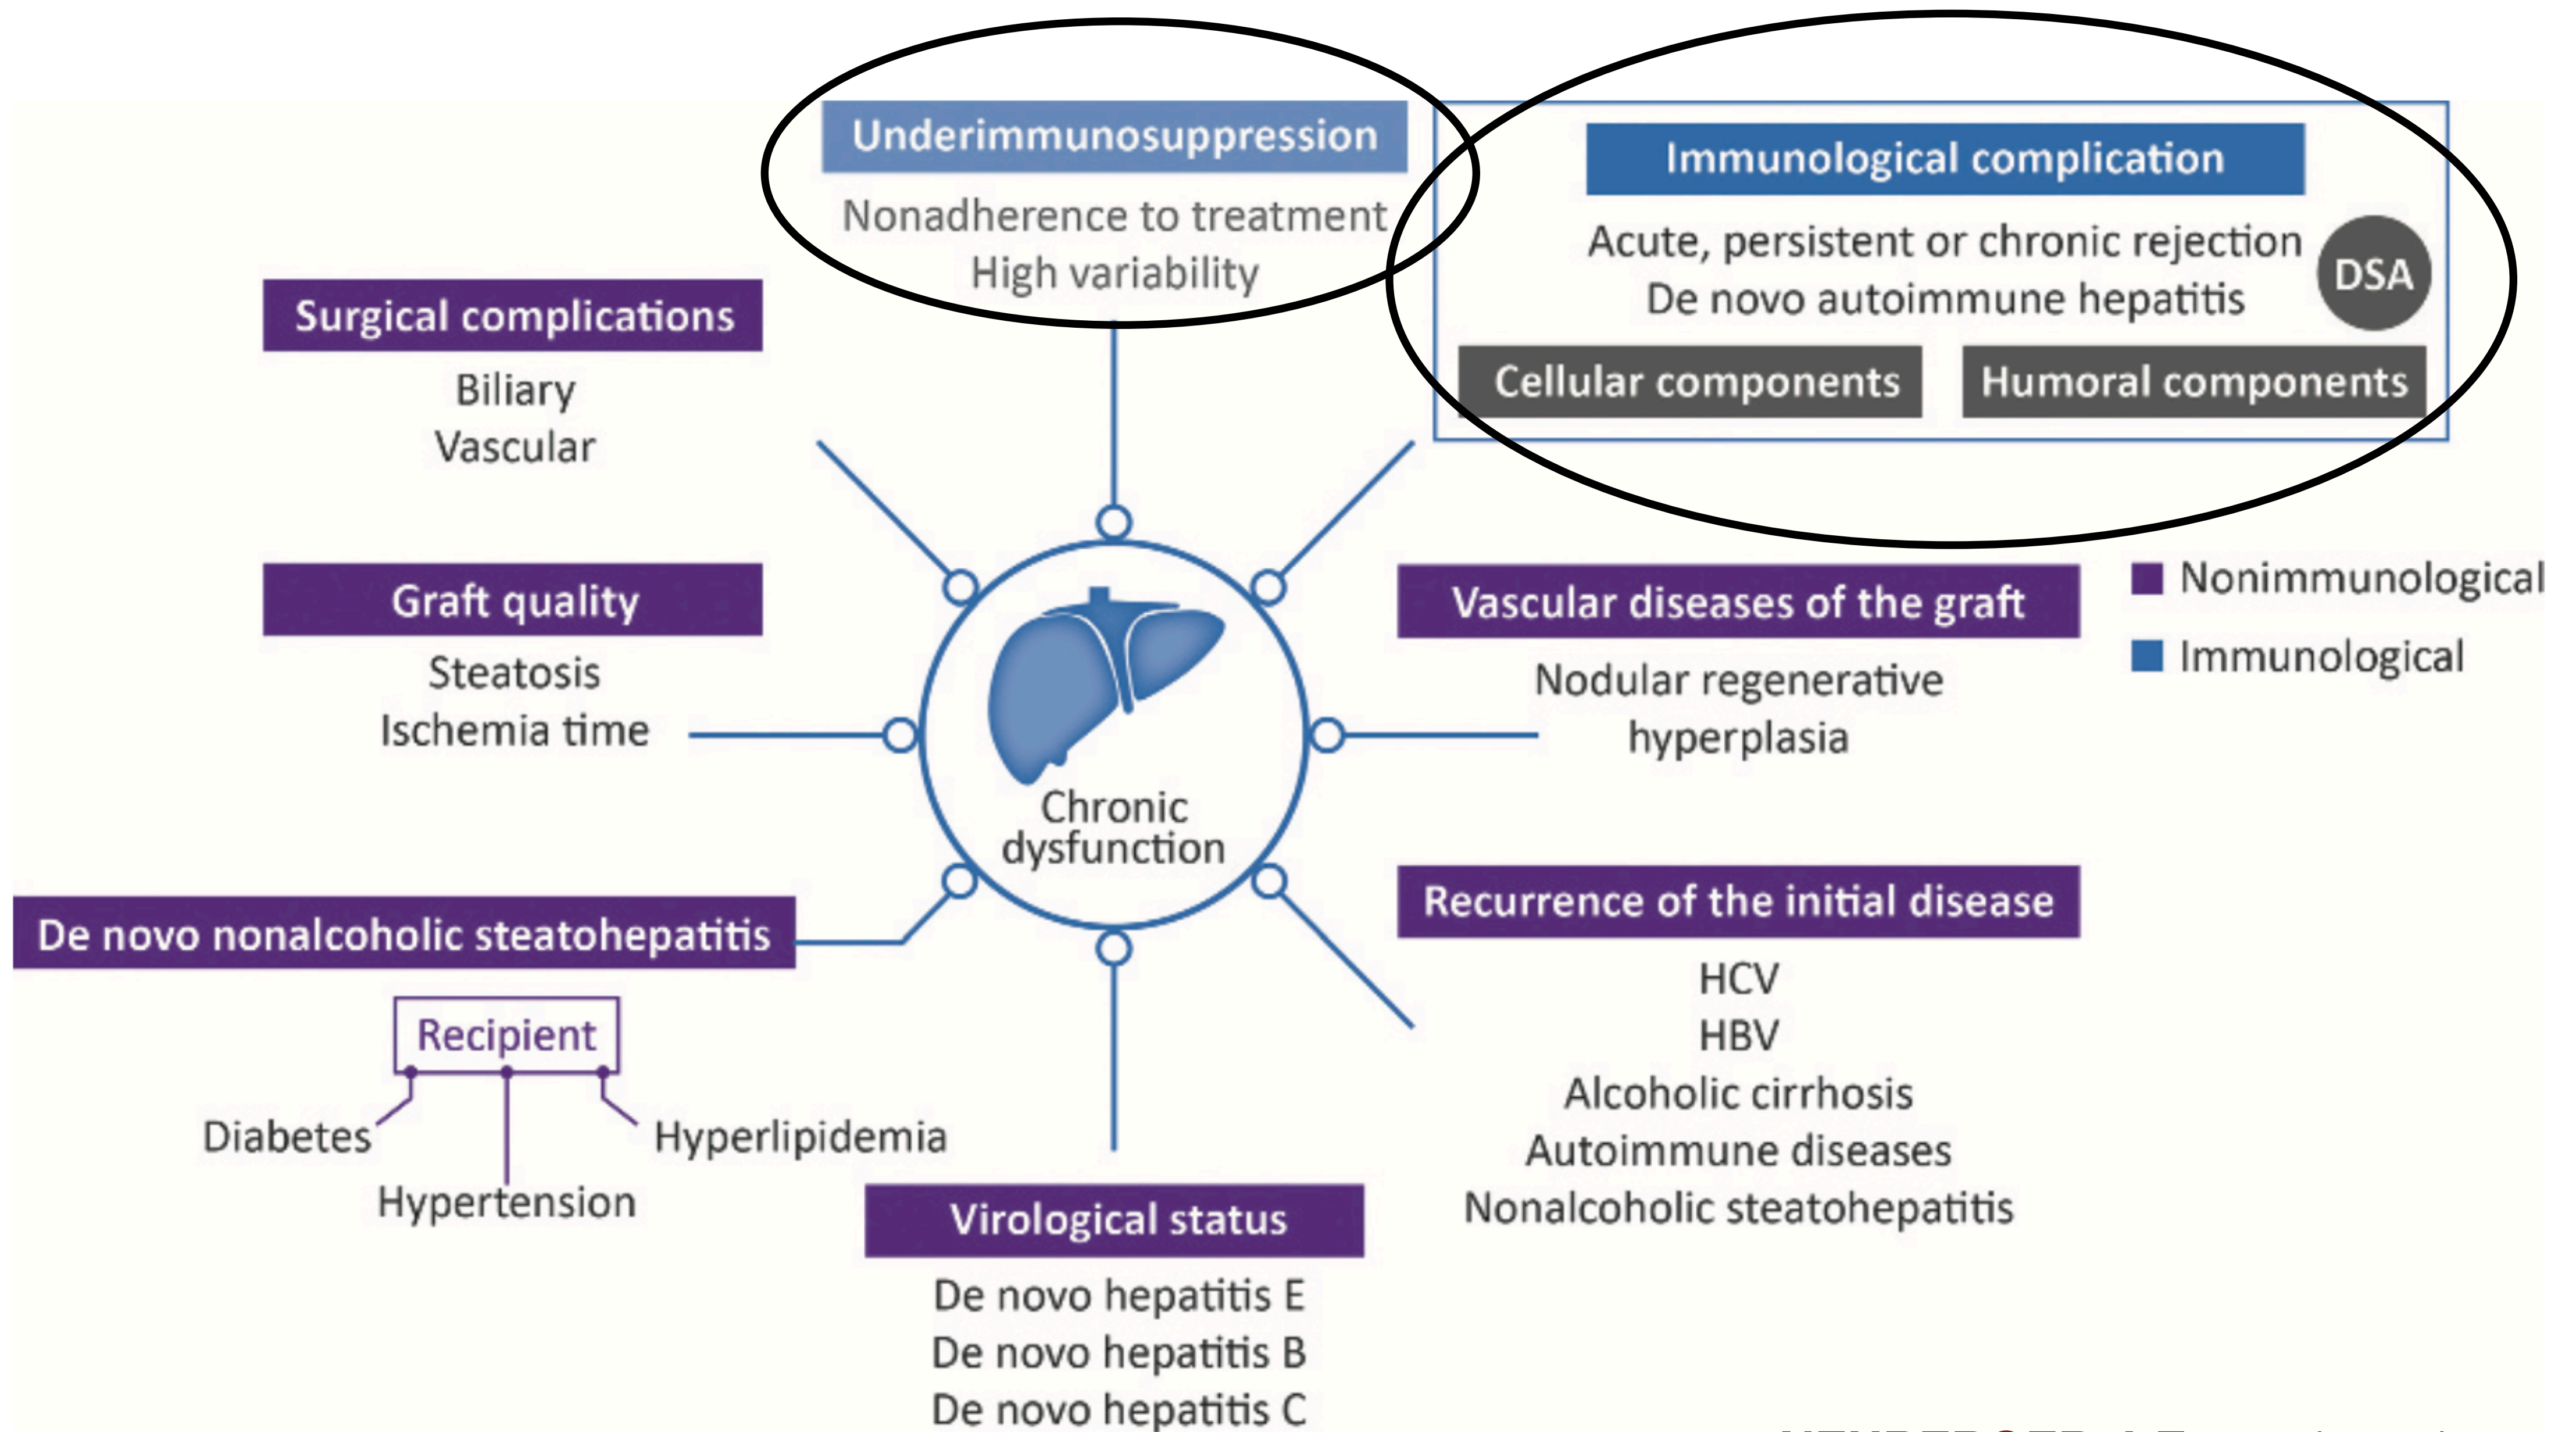 Underimmunosuppression
Nonadherence to treatment
High variability
Immunological complication
Acute, persistent or chronic rejection
De novo autoimmune hepatitis
DSA
Cellular components
Humoral components
Surgical complications
Biliary
Vascular
Graft quality
Steatosis
Ischemia time
Vascular diseases of the graft
Nodular regenerative
hyperplasia
Nonimmunological
Immunological
Chronic
dysfunction
De novo nonalcoholic steatohepatitis
Recipient
Diabetes
Hypertension
Hyperlipidemia
Recurrence of the initial disease
HCV
HBV
Alcoholic cirrhosis
Autoimmune diseases
Nonalcoholic steatohepatitis
Virological status
De novo hepatitis E
De novo hepatitis B
De novo hepatitis C